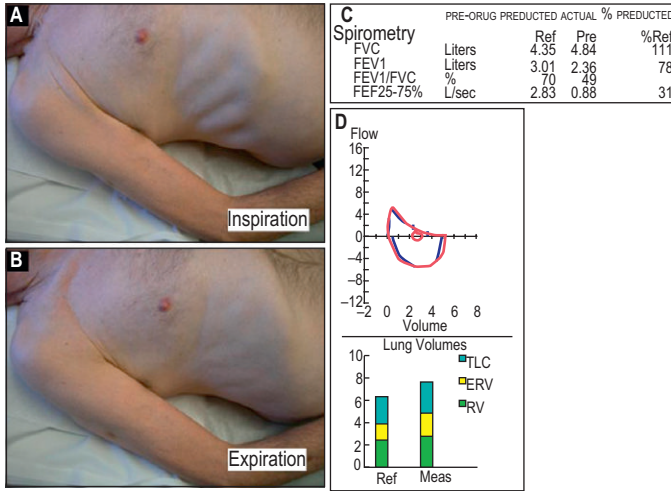 A
Inspiration
B
Expiration
C
PRE-ORUG PREDUCTED ACTUAL % PREDUCTED
Spirometry Ref Pre %Ref
FVC Liters 4.35 4.84 111
FEV1 Liters 3.01 2.36 78
FEV1/FVC % 70 49
FEF25-75% L/sec 2.83 0.88 31
D
Flow
16
12
8
4
0
−4
−8
−12
−2 0 2 4 6 8
Volume
Lung Volumes
10
8
6
4
2
0
TLC
ERV
RV
Ref Meas